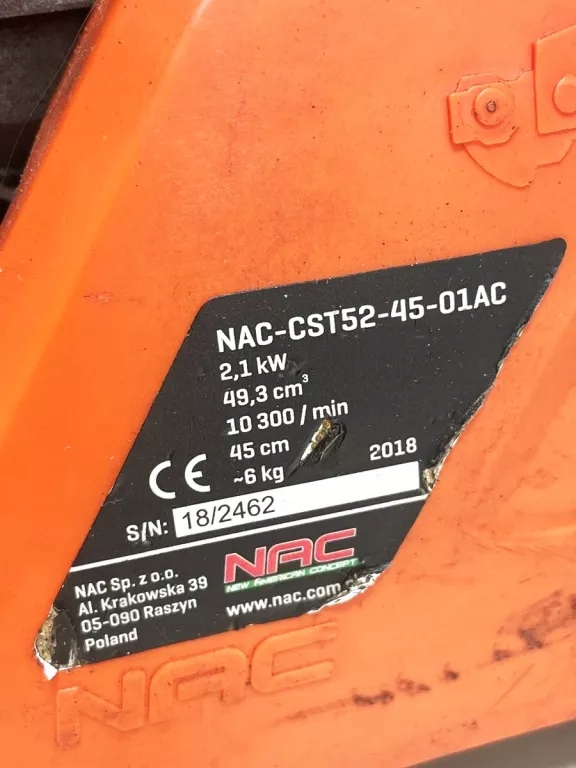 NAC-CST52-45-01AC
2,1 kW
49,3 cm³
10 300 / min
45 cm
~6 kg
2018
CE
S/N: 18/2462
NAC
NEW AMERICAN CONCEPT
NAC Sp. z o.o.
Al. Krakowska 39
05-090 Raszyn
Poland
www.nac.com
NAC